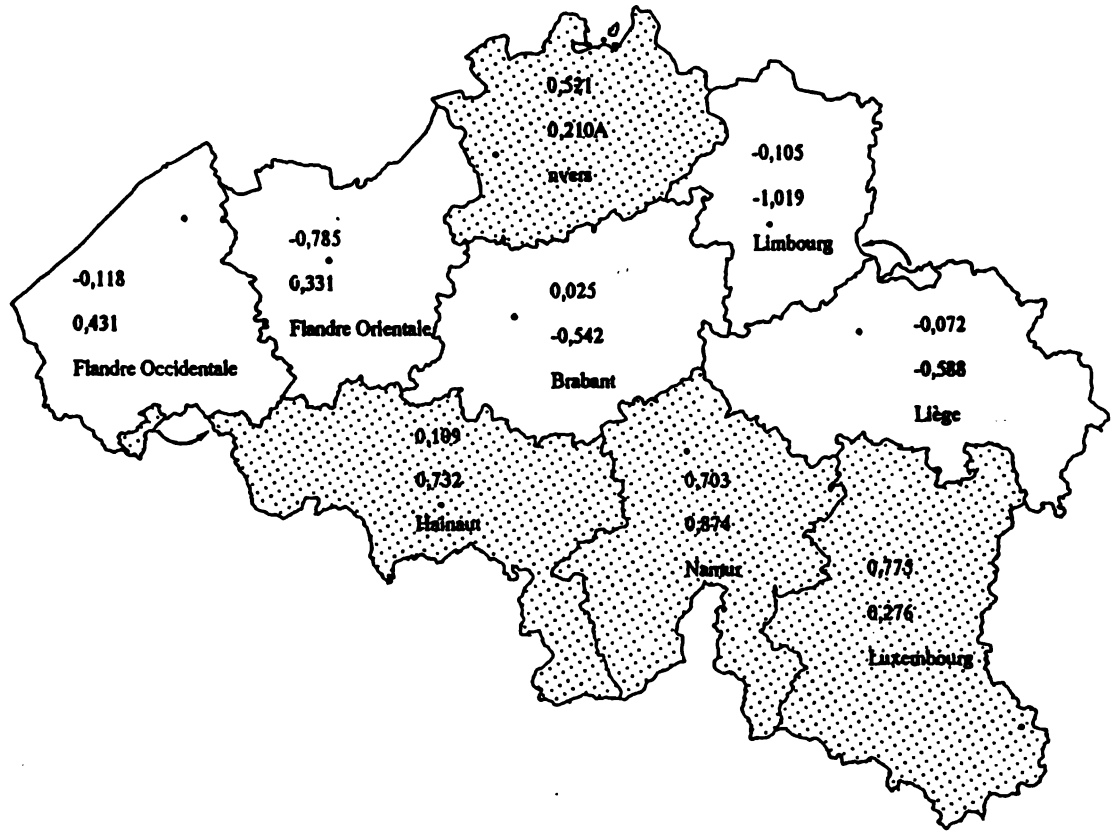 0,521
0,210A
nvers
-0,105
-1,019
Limbourg
-0,785
0,331
Flandre Orientale
-0,118
0,431
Flandre Occidentale
0,025
-0,542
Brabant
-0,072
-0,588
Liège
0,109
0,732
Hainaut
0,703
0,874
Namur
0,775
0,276
Luxembourg